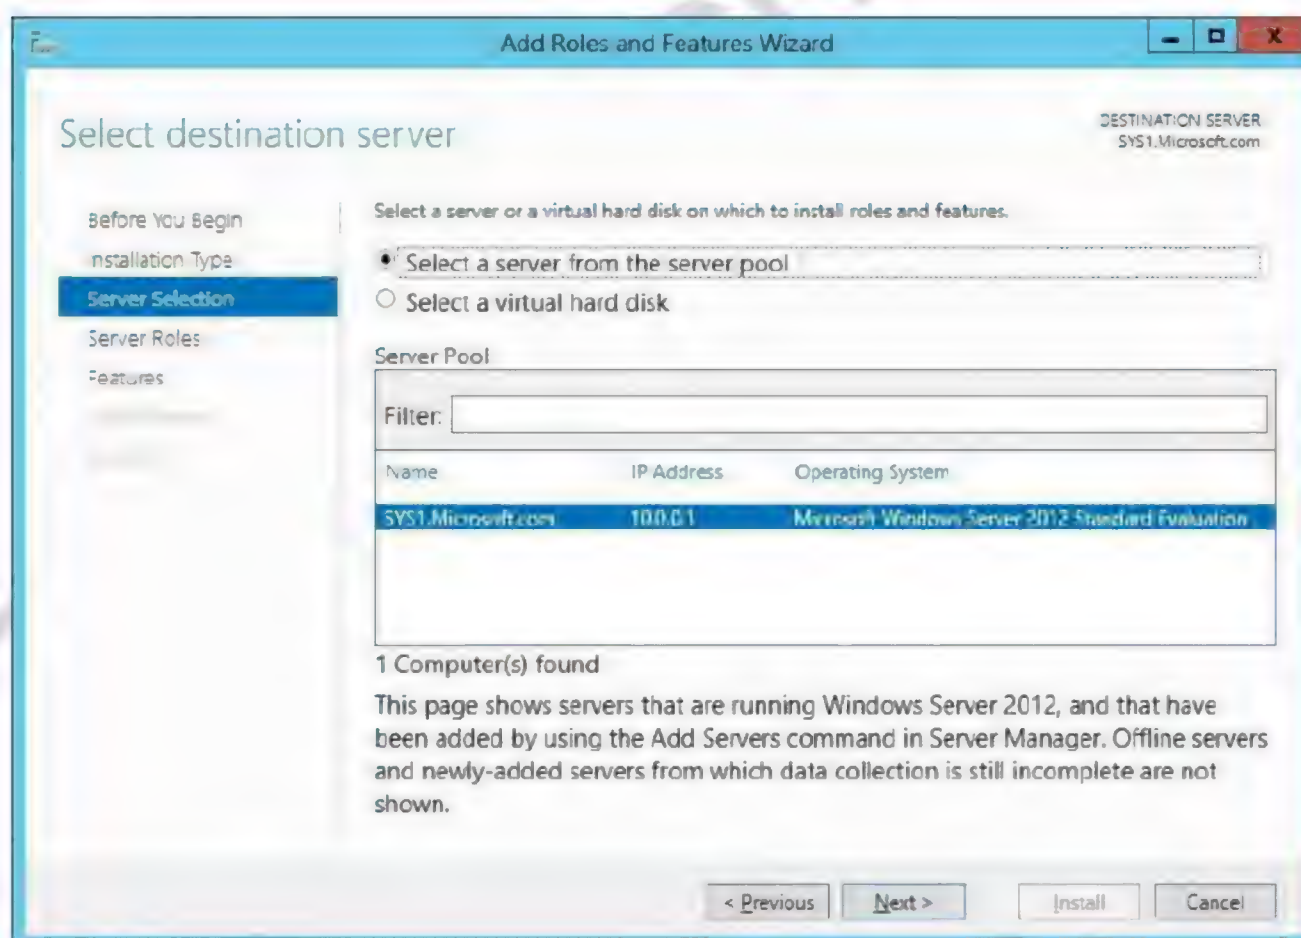 Add Roles and Features Wizard
Select destination server
DESTINATION SERVER
SYS1.Microsoft.com
Before You Begin
Installation Type
Server Selection
Server Roles
Features
Select a server or a virtual hard disk on which to install roles and features.
Select a server from the server pool
Select a virtual hard disk
Server Pool
Filter:
Name IP Address Operating System
SYS1.Microsoft.com 10.0.0.1 Microsoft Windows Server 2012 Standard Evaluation
1 Computer(s) found
This page shows servers that are running Windows Server 2012, and that have
been added by using the Add Servers command in Server Manager. Offline servers
and newly-added servers from which data collection is still incomplete are not
shown.
< Previous Next > Install Cancel